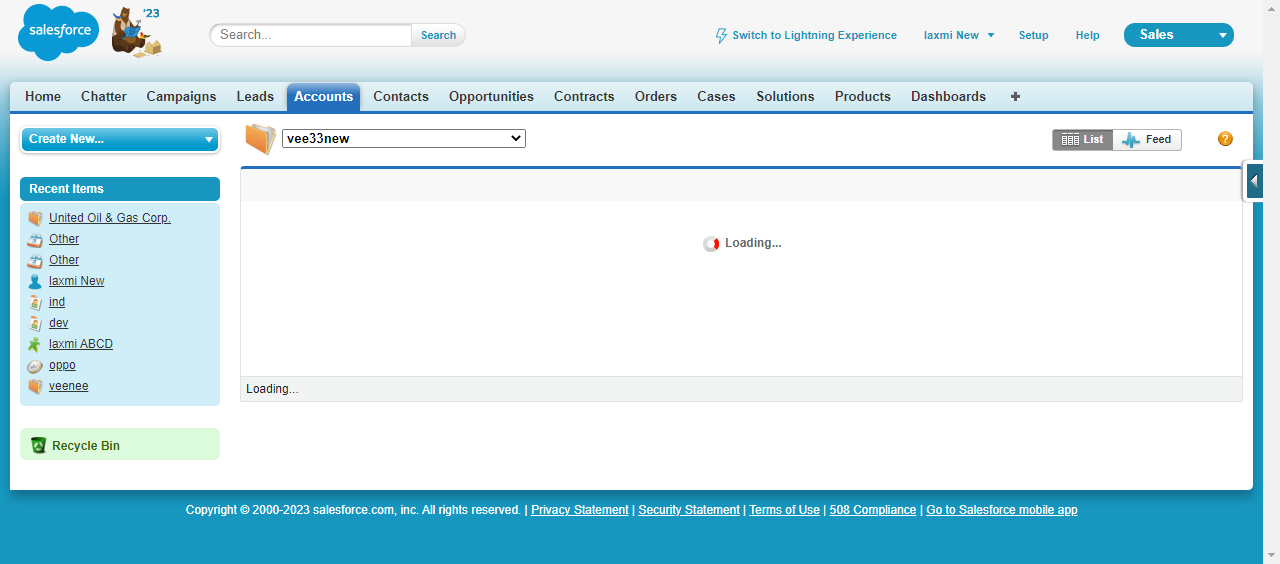 salesforce
'23
Search...
Search
Switch to Lightning Experience
laxmi New
Setup
Help
Sales
Home Chatter Campaigns Leads Accounts Contacts Opportunities Contracts Orders Cases Solutions Products Dashboards +
Create New...
vee33new
List
Feed
?
Recent Items
United Oil & Gas Corp.
Other
Other
laxmi New
ind
dev
laxmi ABCD
oppo
veenee
Loading...
Loading...
Recycle Bin
Copyright © 2000-2023 salesforce.com, inc. All rights reserved. | Privacy Statement | Security Statement | Terms of Use | 508 Compliance | Go to Salesforce mobile app